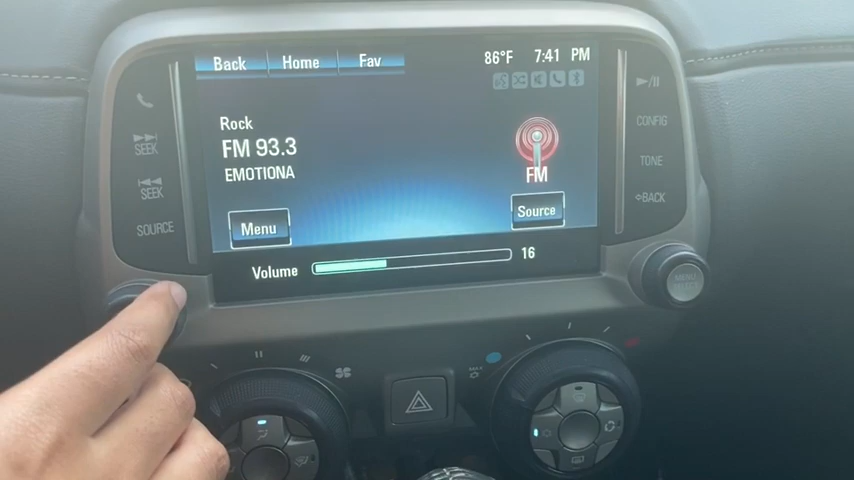 Back Home Fav 86°F 7:41 PM
SEEK
SEEK
SOURCE
Rock
FM 93.3
EMOTIONA
FM
Menu
Source
Volume 16
CONFIG
TONE
BACK
MENU
MAX